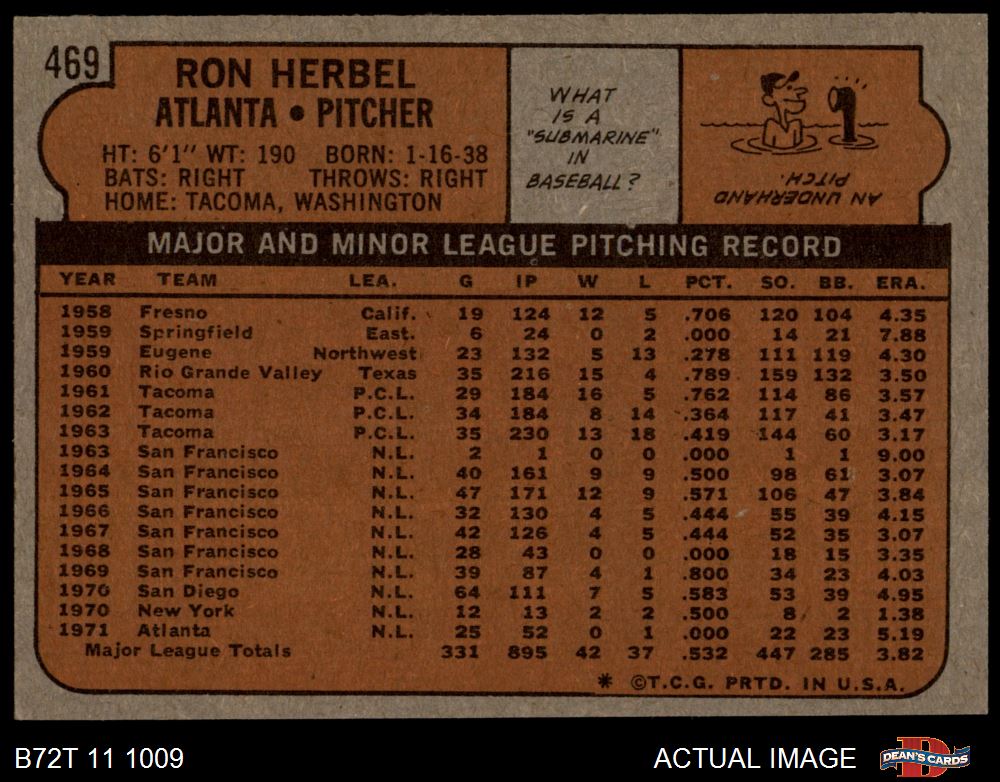 469
RON HERBEL
ATLANTA • PITCHER
HT: 6'1" WT: 190 BORN: 1-16-38
BATS: RIGHT THROWS: RIGHT
HOME: TACOMA, WASHINGTON
WHAT
IS A
"SUBMARINE"
IN
BASEBALL?
AN UNDERHAND
PITCH.
MAJOR AND MINOR LEAGUE PITCHING RECORD
YEAR TEAM LEA. G IP W L PCT. SO. BB. ERA.
1958 Fresno Calif. 19 124 12 5 .706 120 104 4.35
1959 Springfield East. 6 24 0 2 .000 14 21 7.88
1959 Eugene Northwest 23 132 5 13 .278 111 119 4.30
1960 Rio Grande Valley Texas 35 216 15 4 .789 159 132 3.50
1961 Tacoma P.C.L. 29 184 16 5 .762 114 86 3.57
1962 Tacoma P.C.L. 34 184 8 14 .364 117 41 3.47
1963 Tacoma P.C.L. 35 230 13 18 .419 144 60 3.17
1963 San Francisco N.L. 2 1 0 0 .000 1 1 9.00
1964 San Francisco N.L. 40 161 9 9 .500 98 61 3.07
1965 San Francisco N.L. 47 171 12 9 .571 106 47 3.84
1966 San Francisco N.L. 32 130 4 5 .444 55 39 4.15
1967 San Francisco N.L. 42 126 4 5 .444 52 35 3.07
1968 San Francisco N.L. 28 43 0 0 .000 18 15 3.35
1969 San Francisco N.L. 39 87 4 1 .800 34 23 4.03
1970 San Diego N.L. 64 111 7 5 .583 53 39 4.95
1970 New York N.L. 12 13 2 2 .500 8 2 1.38
1971 Atlanta N.L. 25 52 0 1 .000 22 23 5.19
Major League Totals 331 895 42 37 .532 447 285 3.82
* ©T.C.G. PRTD. IN U.S.A.
B72T 11 1009
ACTUAL IMAGE
DEAN'S CARDS